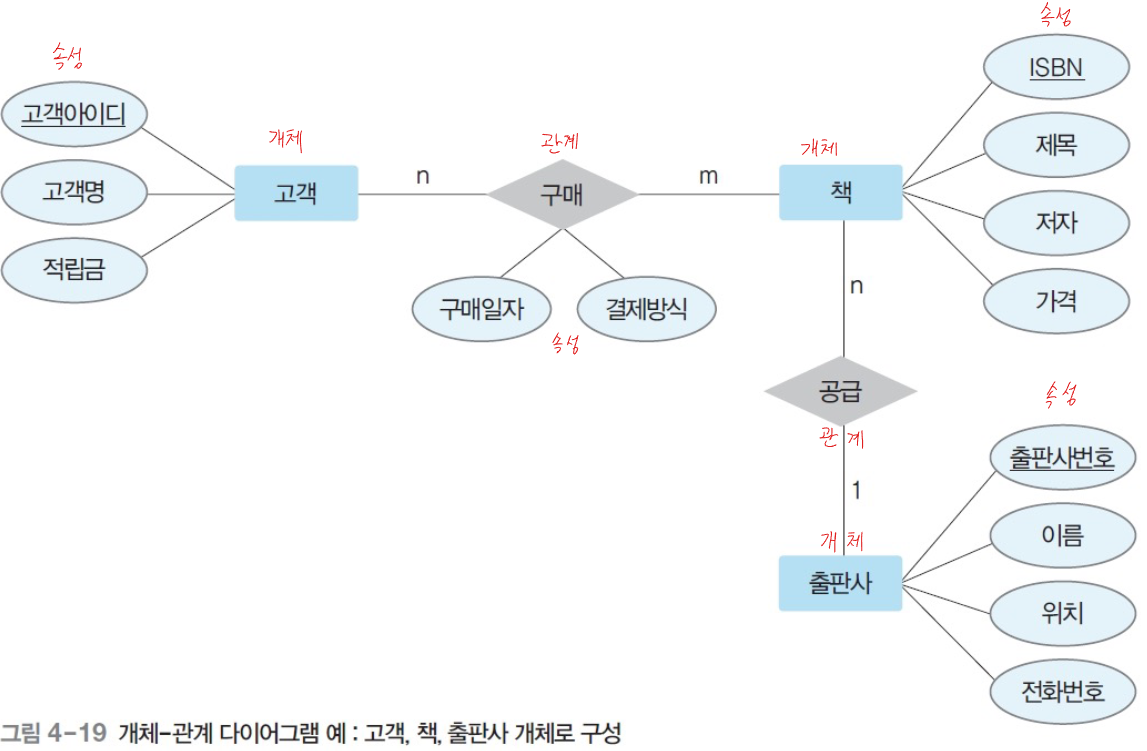 속성
고객아이디
고객명
적립금
개체
고객
n
관계
구매
m
구매일자
결제방식
속성
개체
책
속성
ISBN
제목
저자
가격
n
공급
관계
1
개체
출판사
속성
출판사번호
이름
위치
전화번호
그림 4-19 개체-관계 다이어그램 예 : 고객, 책, 출판사 개체로 구성